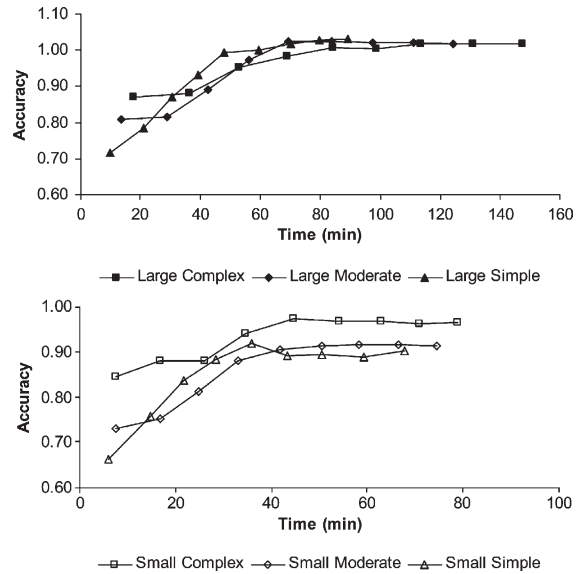 1.10
1.00
0.90
0.80
0.70
0.60
Accuracy
0 20 40 60 80 100 120 140 160
Time (min)
Large Complex Large Moderate Large Simple
1.00
0.90
0.80
0.70
0.60
Accuracy
0 20 40 60 80 100
Time (min)
Small Complex Small Moderate Small Simple